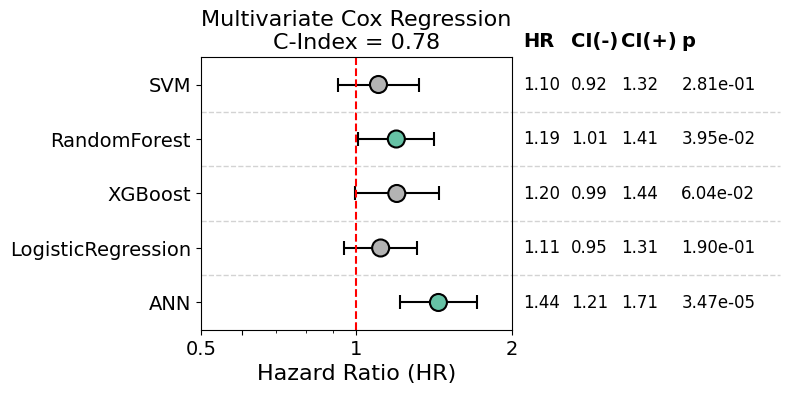 Multivariate Cox Regression
C-Index = 0.78
HR CI(-) CI(+) p
SVM 1.10 0.92 1.32 2.81e-01
RandomForest 1.19 1.01 1.41 3.95e-02
XGBoost 1.20 0.99 1.44 6.04e-02
LogisticRegression 1.11 0.95 1.31 1.90e-01
ANN 1.44 1.21 1.71 3.47e-05
0.5 1 2
Hazard Ratio (HR)